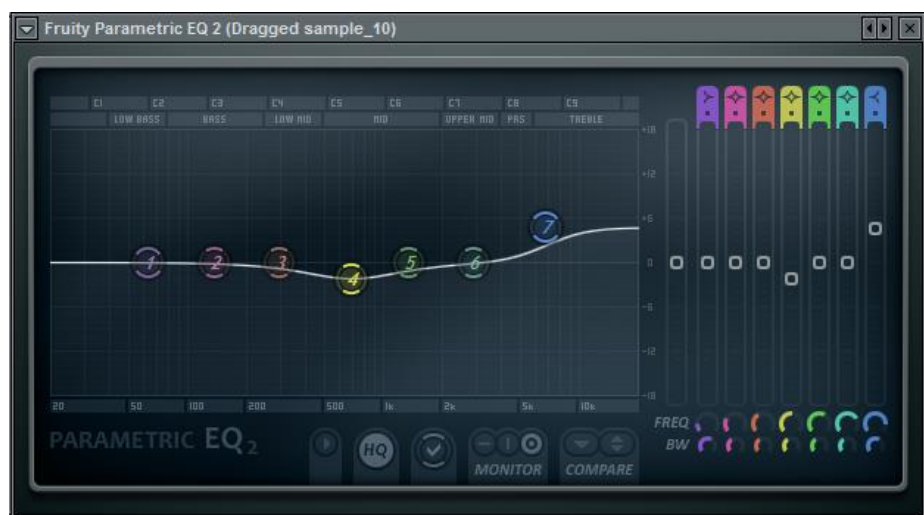 Fruity Parametric EQ 2 (Dragged sample_10)
C1 C2 C3 C4 C5 C6 C7 C8 C9
LOW BASS BASS LOW MID MID UPPER MID PRS TREBLE
+18
+12
+6
0
-6
-12
-18
1 2 3 4 5 6 7
20 50 100 200 500 1k 2k 5k 10k
FREQ
BW
PARAMETRIC EQ2
HQ
MONITOR COMPARE